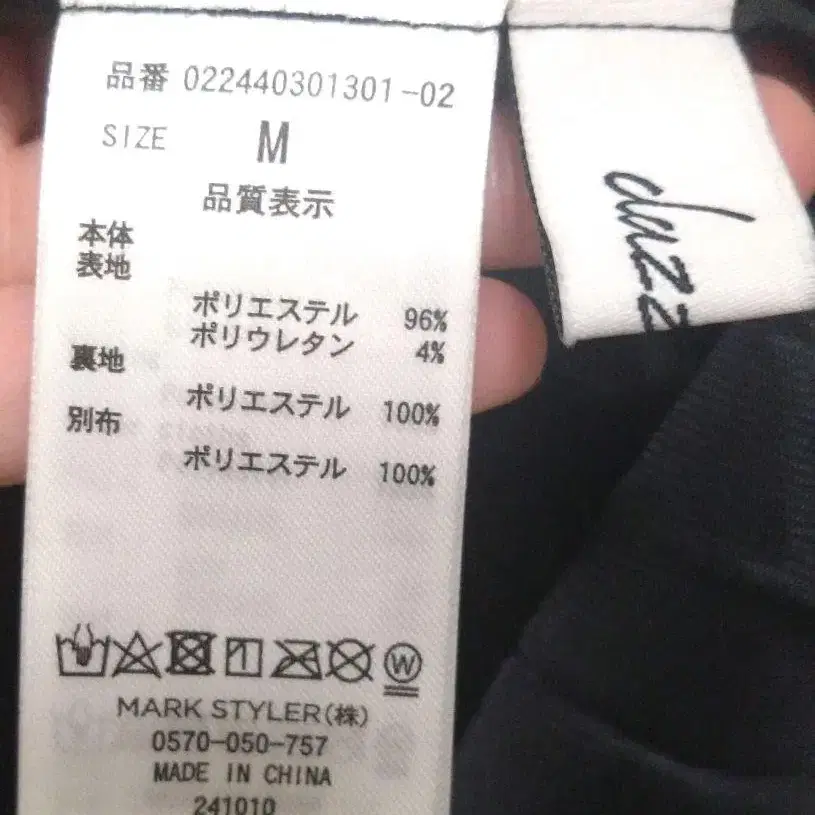 品番 022440301301-02
SIZE M
品質表示
本体
表地
ポリエステル 96%
ポリウレタン 4%
裏地
ポリエステル 100%
別布
ポリエステル 100%
W
MARK STYLER(株)
0570-050-757
MADE IN CHINA
241010
dazz